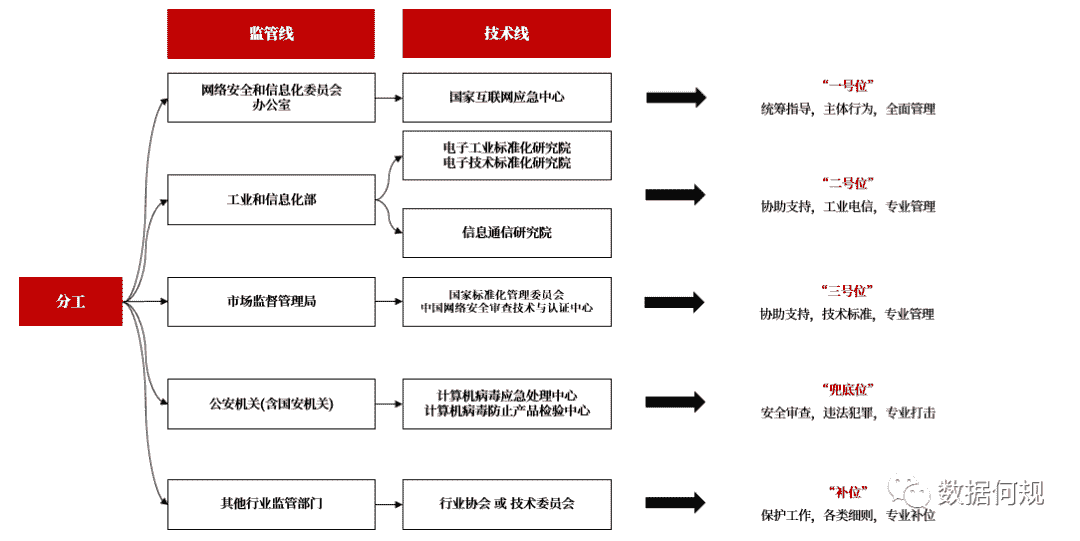 监管线
技术线
网络安全和信息化委员会
办公室
国家互联网应急中心
“一号位”
统筹指导，主体行为，全面管理
电子工业标准化研究院
电子技术标准化研究院
工业和信息化部
“二号位”
协助支持，工业电信，专业管理
信息通信研究院
分工
市场监督管理局
国家标准化管理委员会
中国网络安全审查技术与认证中心
“三号位”
协助支持，技术标准，专业管理
公安机关(含国安机关)
计算机病毒应急处理中心
计算机病毒防止产品检验中心
“兜底位”
安全审查，违法犯罪，专业打击
其他行业监管部门
行业协会 或 技术委员会
“补位”
保护工作，各类细则，专业补位
数据何规